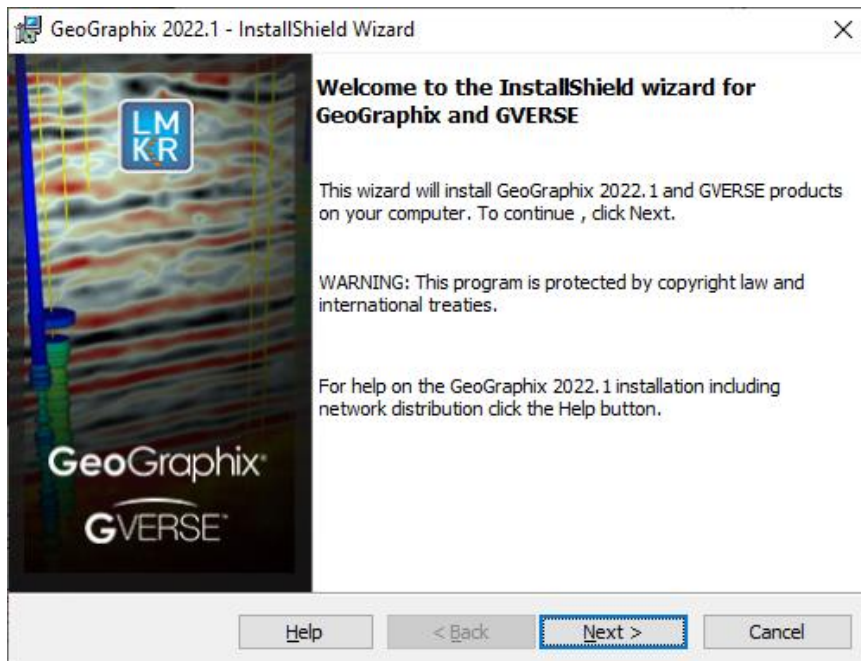 GeoGraphix 2022.1 - InstallShield Wizard
LM
KR
GeoGraphix®
GVERSE™
Welcome to the InstallShield wizard for
GeoGraphix and GVERSE
This wizard will install GeoGraphix 2022.1 and GVERSE products
on your computer. To continue , click Next.
WARNING: This program is protected by copyright law and
international treaties.
For help on the GeoGraphix 2022.1 installation including
network distribution click the Help button.
Help
< Back
Next >
Cancel